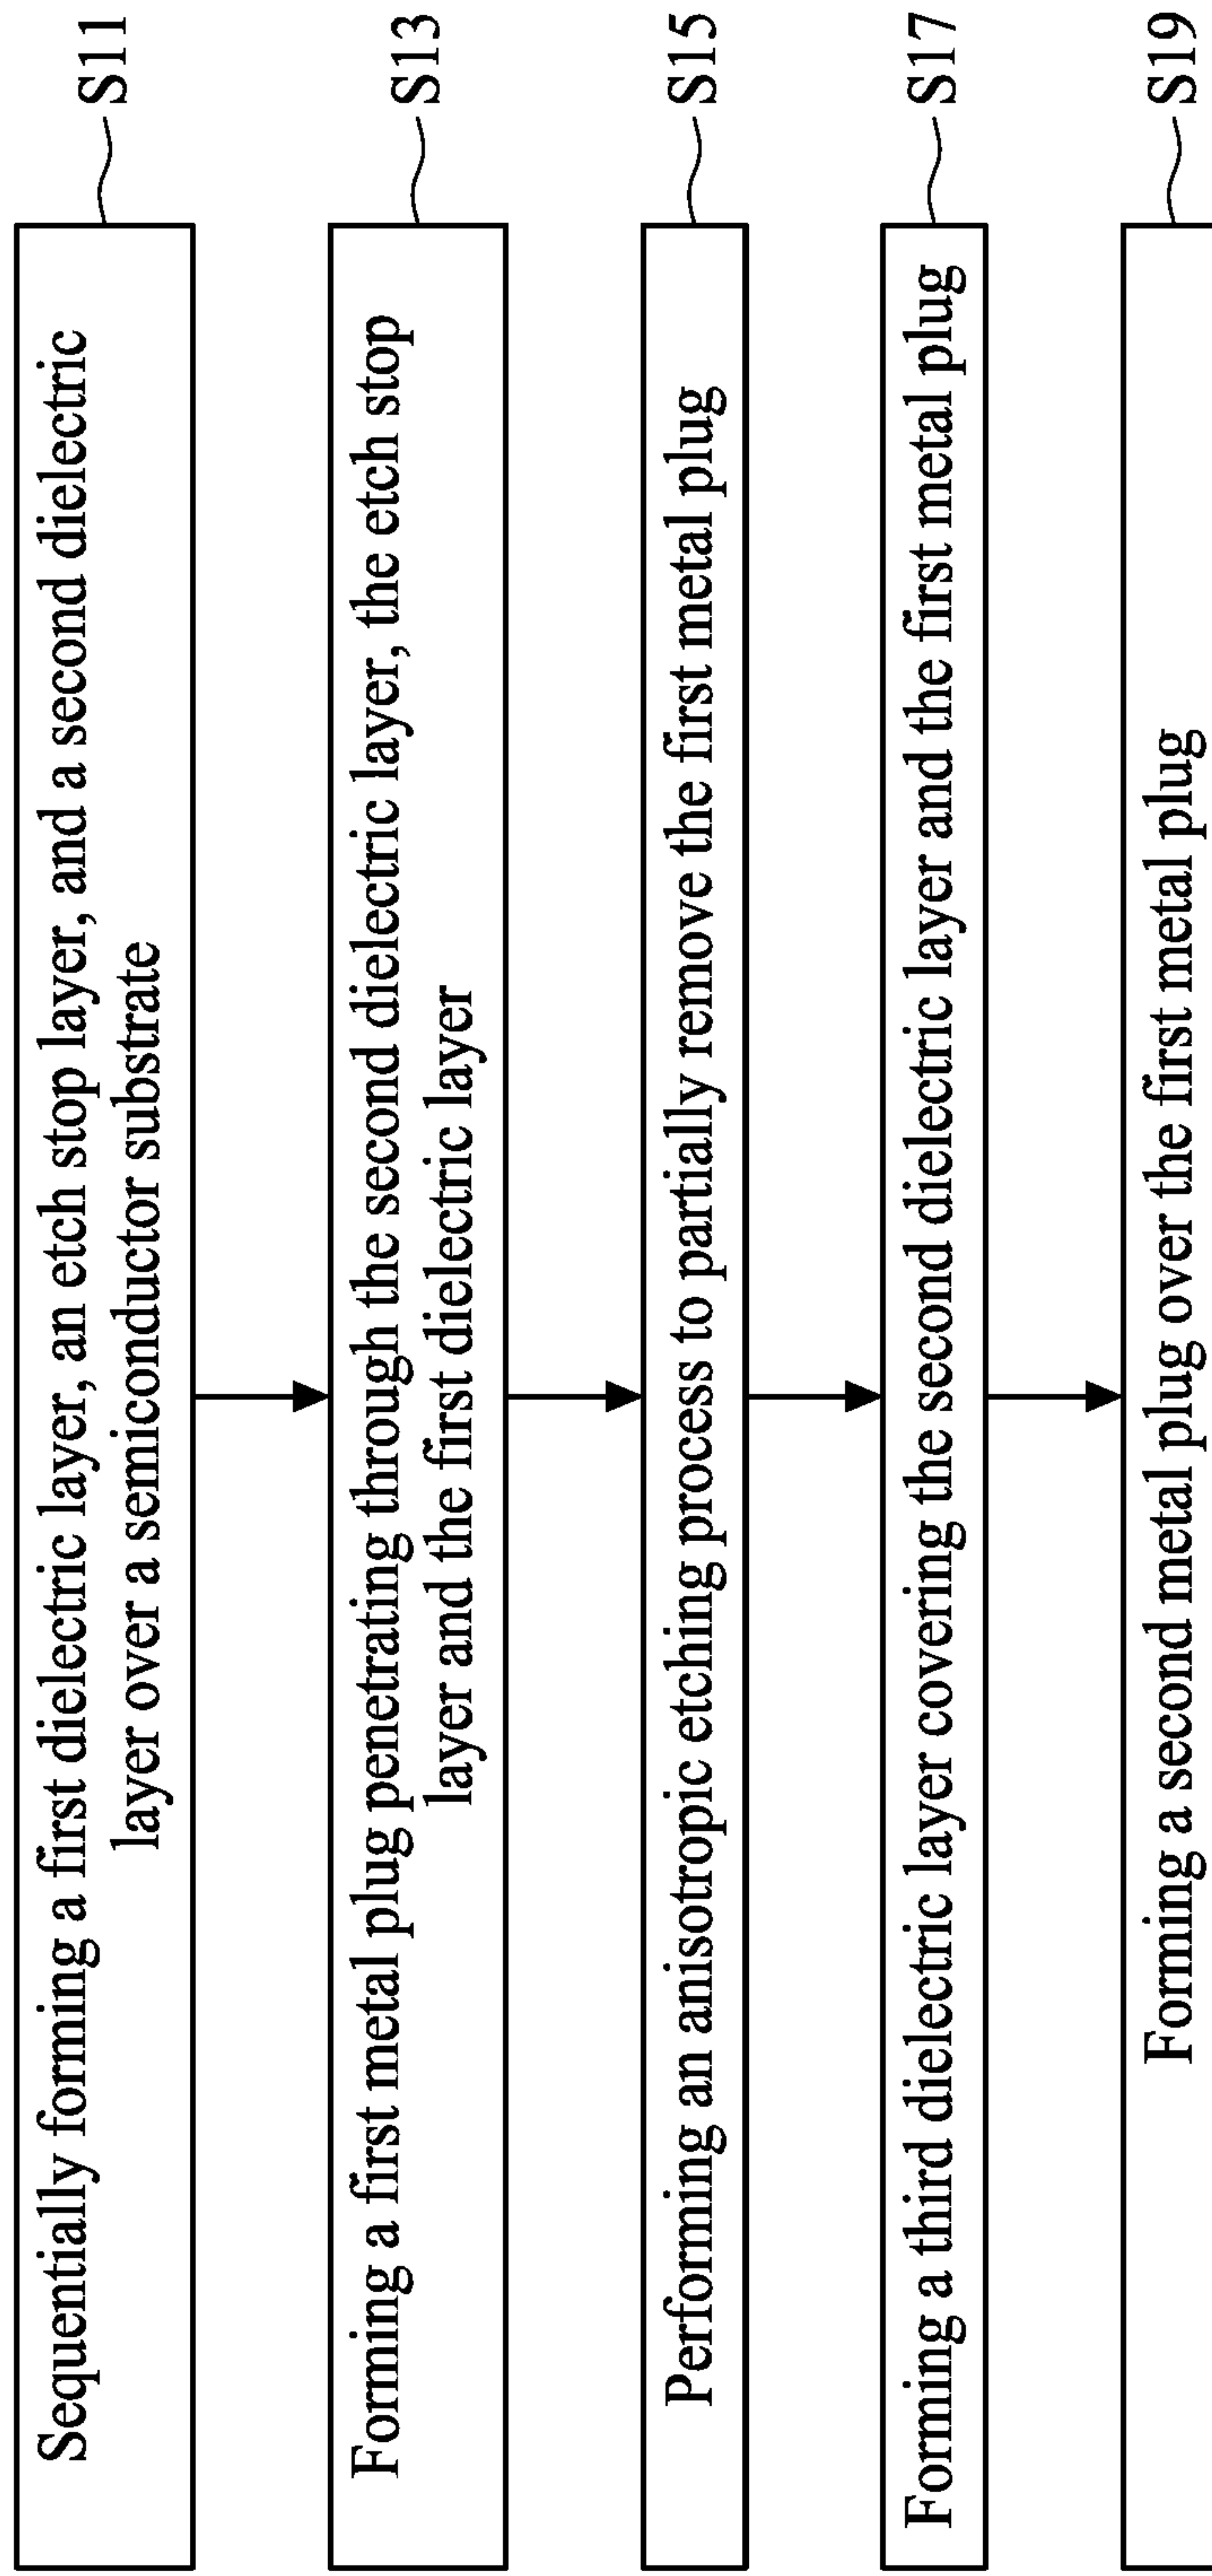 Sequentially forming a first dielectric layer, an etch stop layer, and a second dielectric
layer over a semiconductor substrate
S11
Forming a first metal plug penetrating through the second dielectric layer, the etch stop
layer and the first dielectric layer
S13
Performing an anisotropic etching process to partially remove the first metal plug
S15
Forming a third dielectric layer covering the second dielectric layer and the first metal plug
S17
Forming a second metal plug over the first metal plug
S19